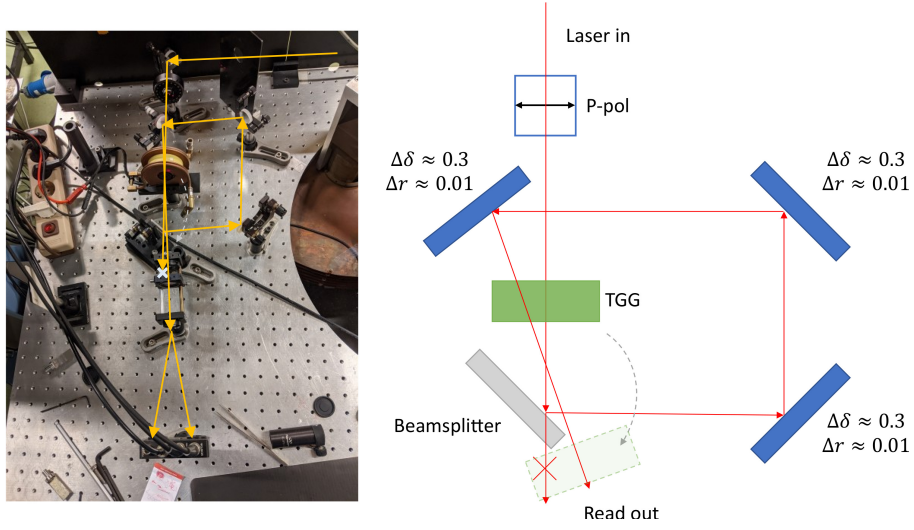 Laser in
P-pol
Δδ ≈ 0.3
Δr ≈ 0.01
Δδ ≈ 0.3
Δr ≈ 0.01
TGG
Beamsplitter
Δδ ≈ 0.3
Δr ≈ 0.01
Read out